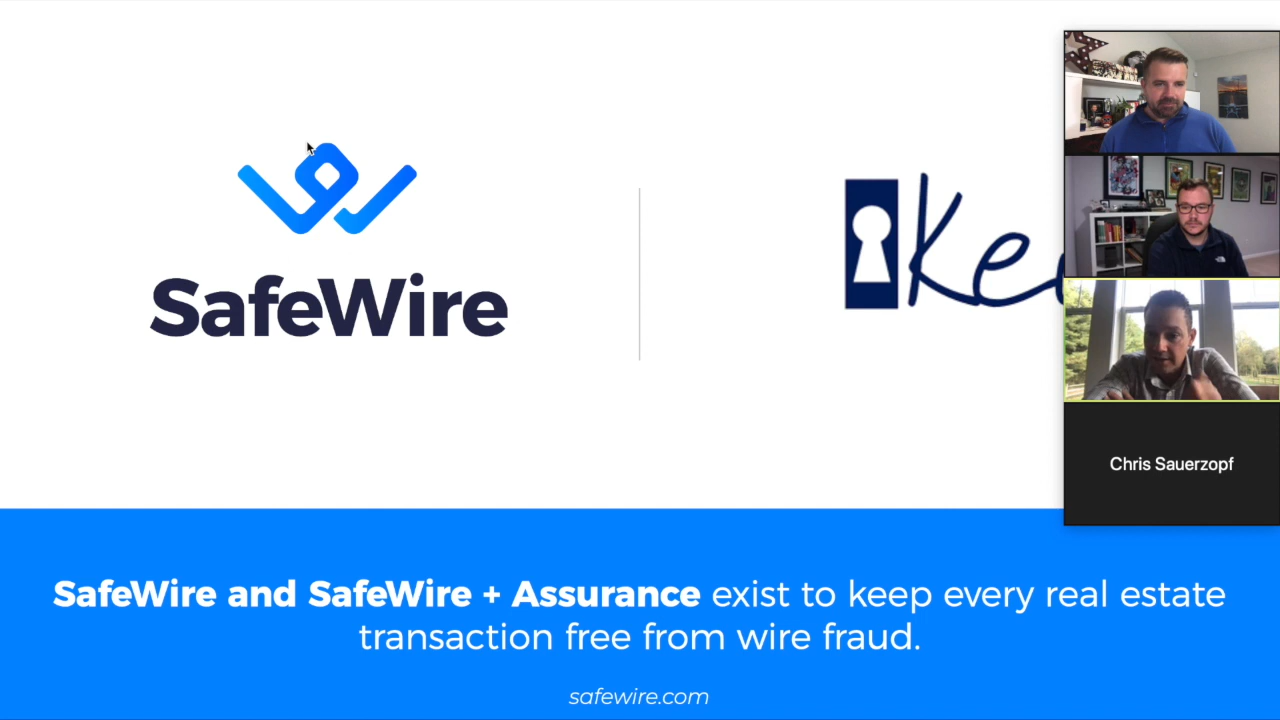 SafeWire
Chris Sauerzopf
SafeWire and SafeWire + Assurance exist to keep every real estate
transaction free from wire fraud.
safewire.com